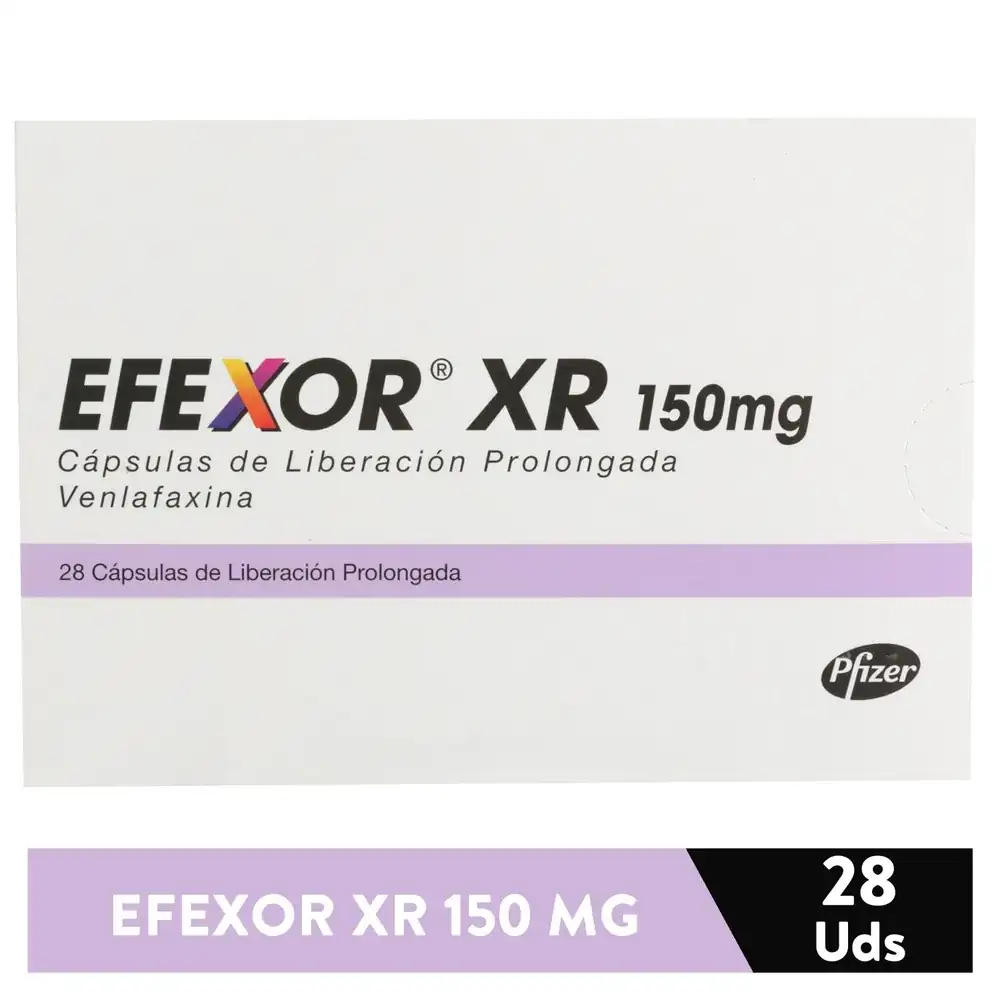 EFEXOR® XR 150mg
Cápsulas de Liberación Prolongada
Venlafaxina
28 Cápsulas de Liberación Prolongada
Pfizer
EFEXOR XR 150 MG
28
Uds